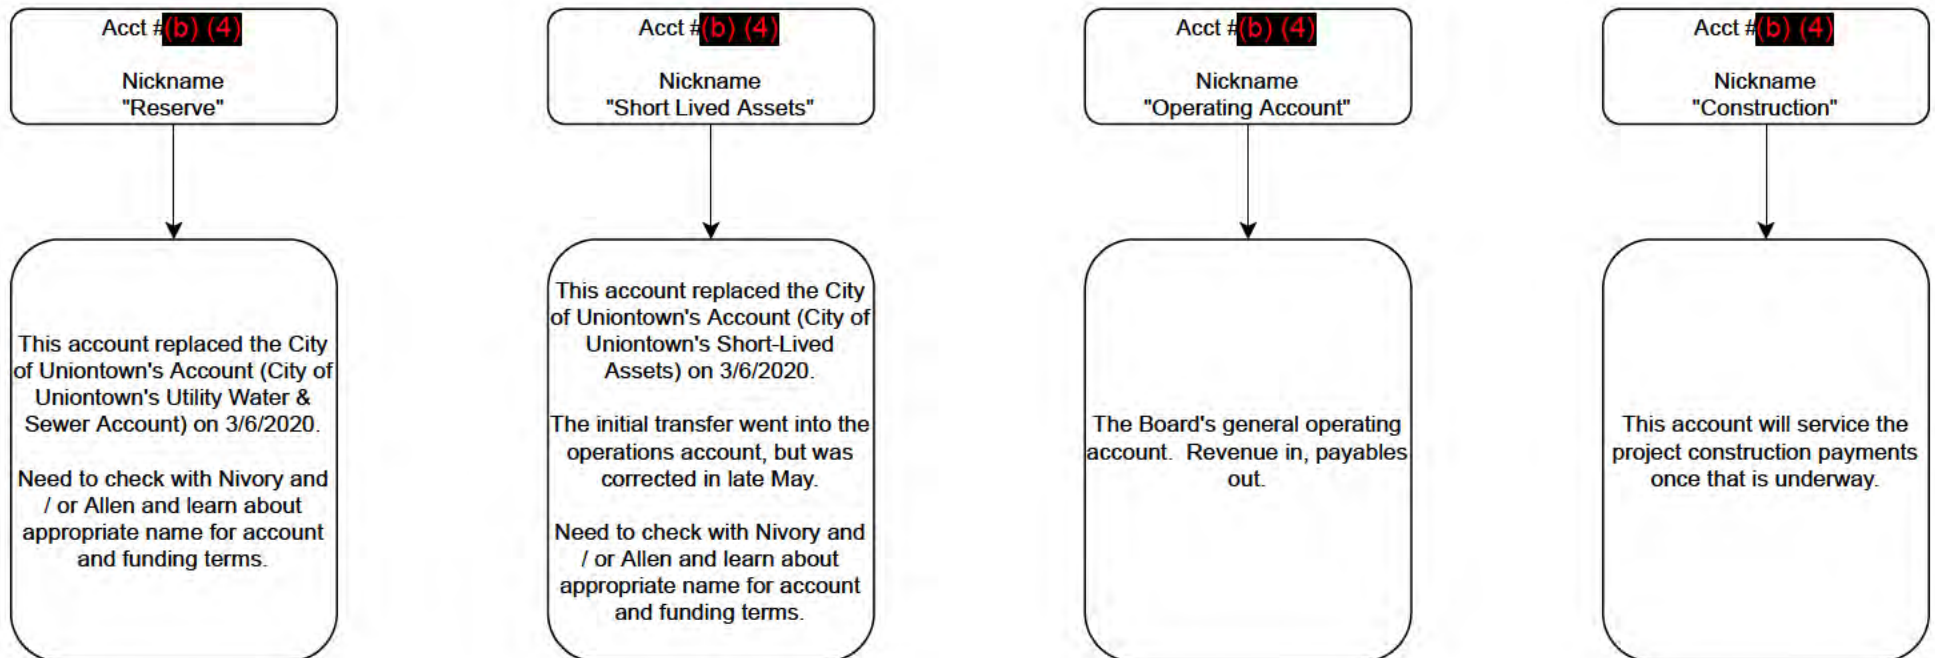 Acct #(b) (4)
Nickname
"Reserve"
This account replaced the City
of Uniontown's Account (City of
Uniontown's Utility Water &
Sewer Account) on 3/6/2020.
Need to check with Nivory and
/ or Allen and learn about
appropriate name for account
and funding terms.
Acct #(b) (4)
Nickname
"Short Lived Assets"
This account replaced the City
of Uniontown's Account (City of
Uniontown's Short-Lived
Assets) on 3/6/2020.
The initial transfer went into the
operations account, but was
corrected in late May.
Need to check with Nivory and
/ or Allen and learn about
appropriate name for account
and funding terms.
Acct #(b) (4)
Nickname
"Operating Account"
The Board's general operating
account.  Revenue in, payables
out.
Acct #(b) (4)
Nickname
"Construction"
This account will service the
project construction payments
once that is underway.